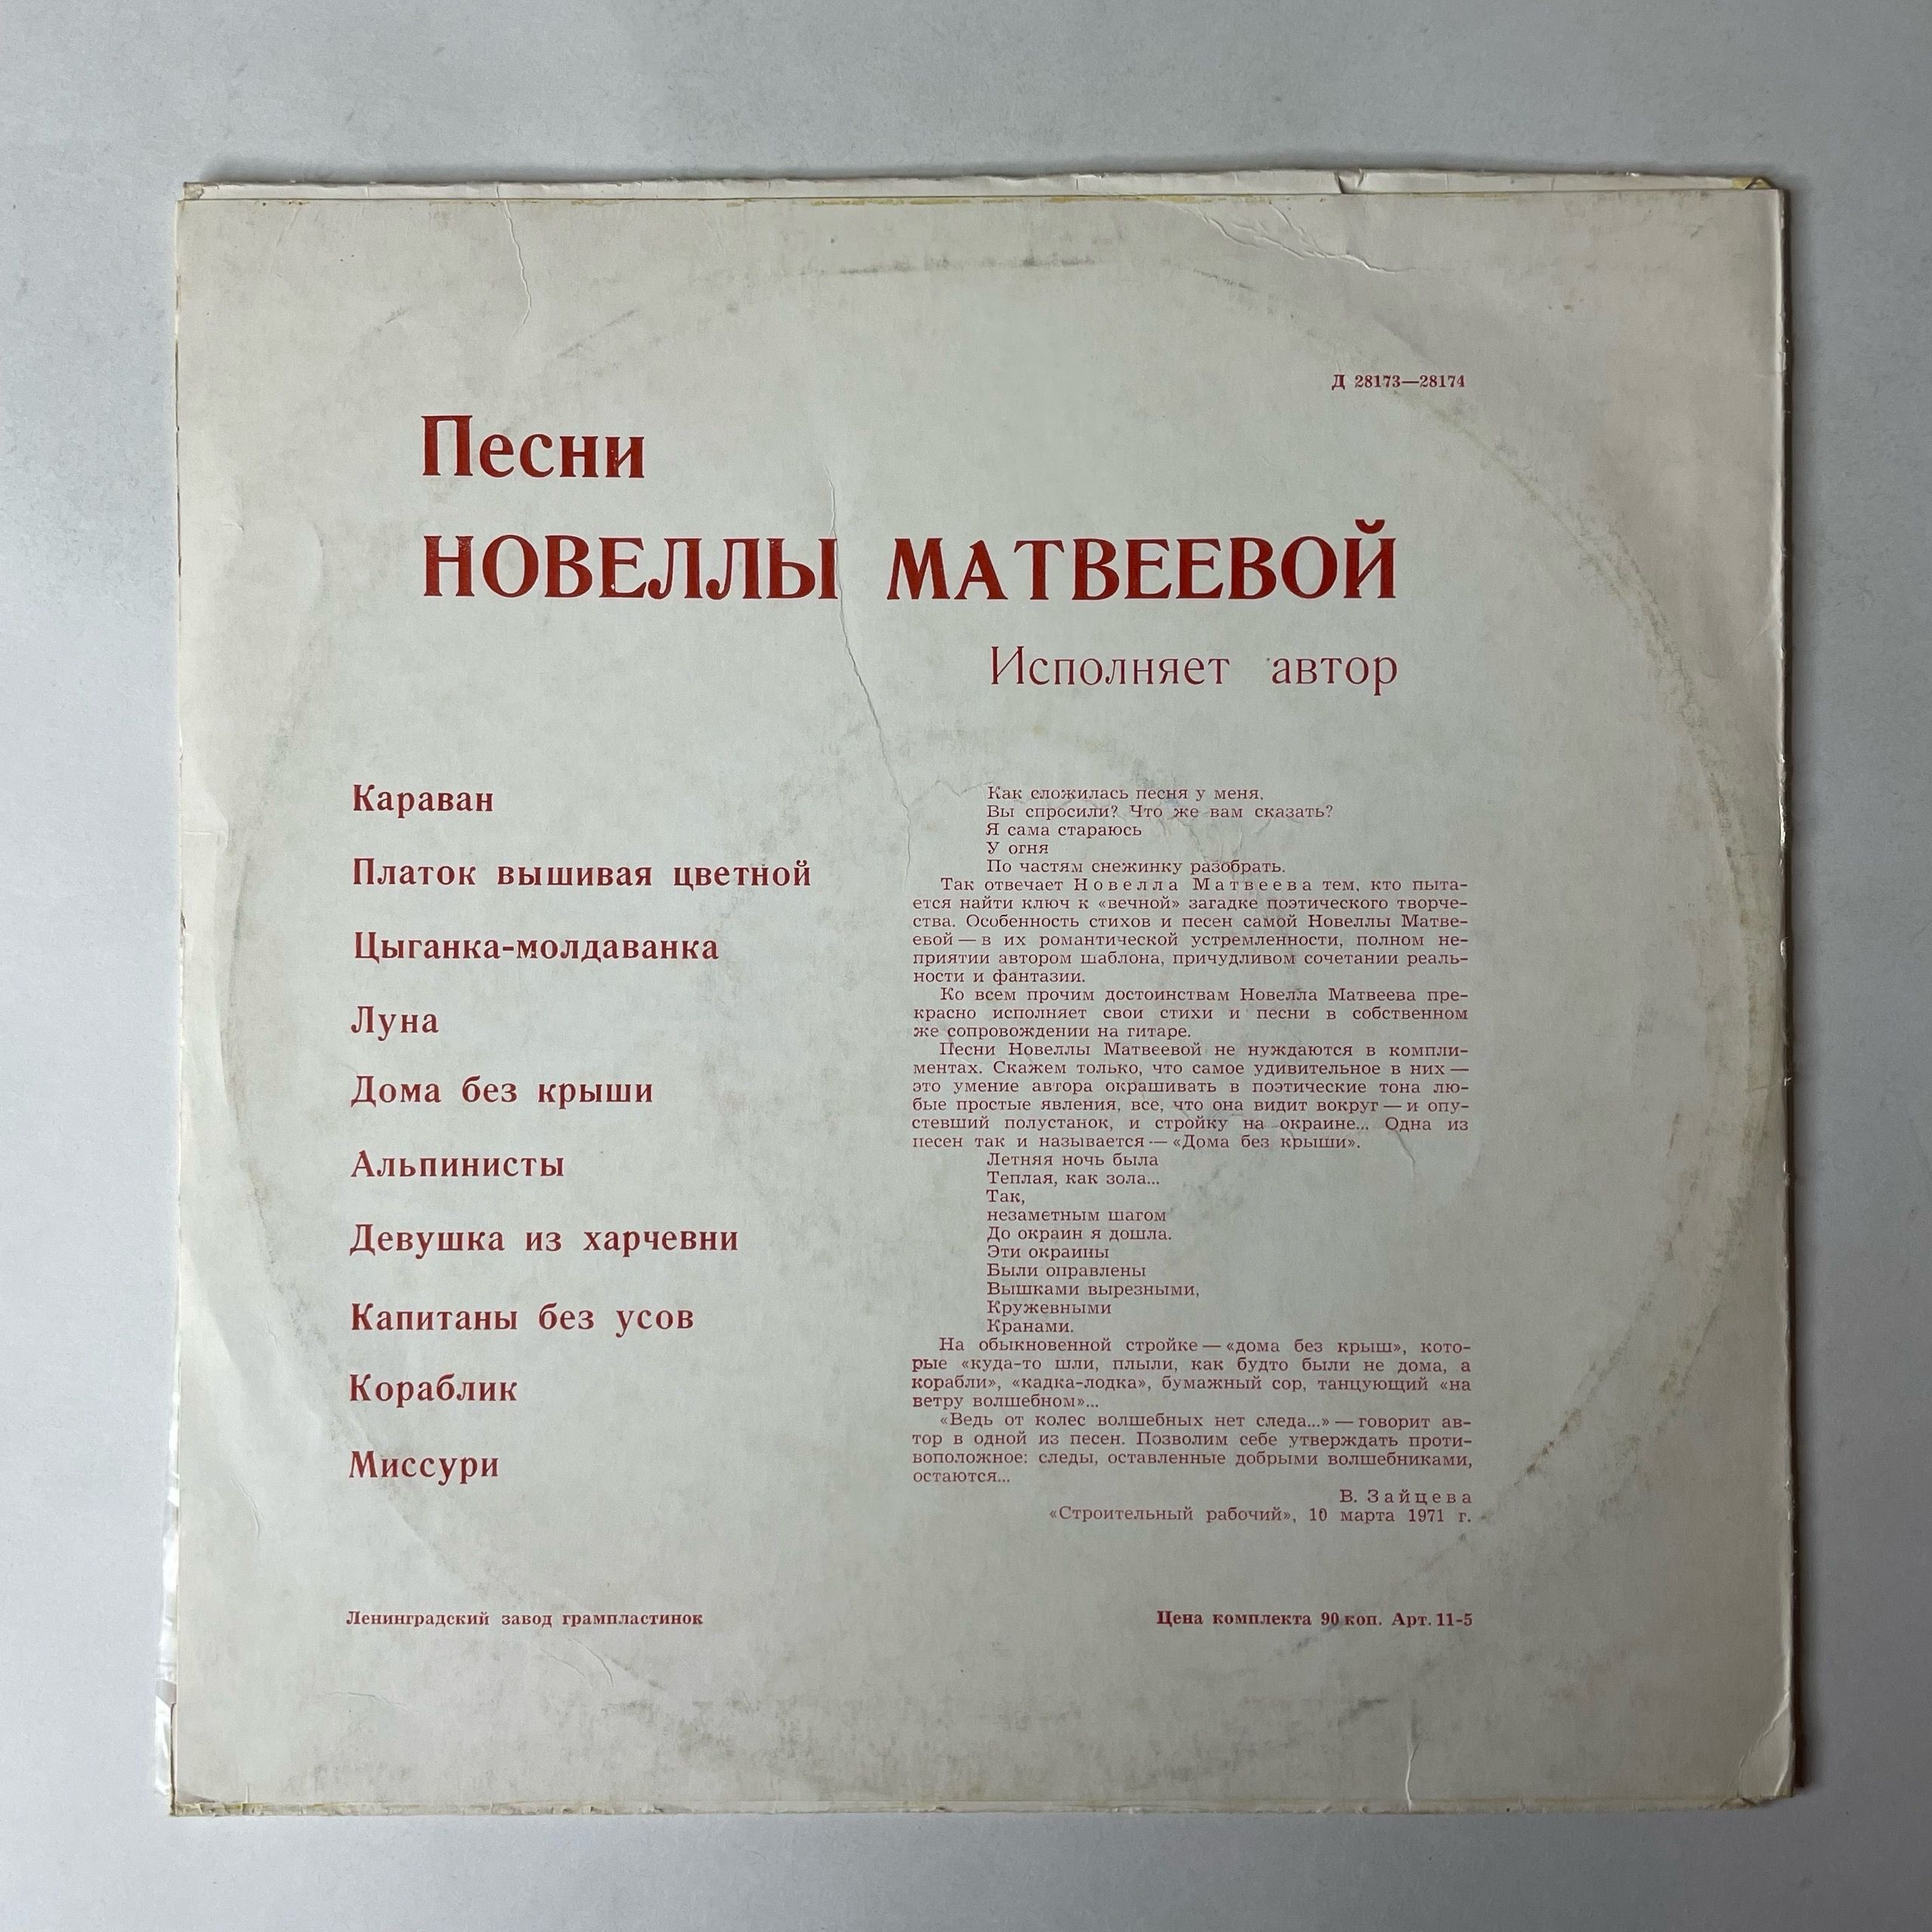 Д 28173—28174
Песни
НОВЕЛЛЫ МАТВЕЕВОЙ
Исполняет автор
Караван
Платок вышивая цветной
Цыганка-молдаванка
Луна
Дома без крыши
Альпинисты
Девушка из харчевни
Капитаны без усов
Кораблик
Миссури
Как сложилась песня у меня,
Вы спросили? Что же вам сказать?
Я сама стараюсь
У огня
По частям снежинку разобрать.
Так отвечает Новелла Матвеева тем, кто пыта-
ется найти ключ к «вечной» загадке поэтического творче-
ства. Особенность стихов и песен самой Новеллы Матве-
евой — в их романтической устремленности, полном не-
приятии автором шаблона, причудливом сочетании реаль-
ности и фантазии.
Ко всем прочим достоинствам Новелла Матвеева пре-
красно исполняет свои стихи и песни в собственном
же сопровождении на гитаре.
Песни Новеллы Матвеевой не нуждаются в компли-
ментах. Скажем только, что самое удивительное в них —
это умение автора окрашивать в поэтические тона лю-
бые простые явления, все, что она видит вокруг — и опу-
стевший полустанок, и стройку на окраине... Одна из
песен так и называется — «Дома без крыши».
Летняя ночь была
Теплая, как зола...
Так,
незаметным шагом
До окраин я дошла.
Эти окраины
Были оправлены
Вышками вырезными,
Кружевными
Кранами.
На обыкновенной стройке — «дома без крыш», кото-
рые «куда-то шли, плыли, как будто были не дома, а
корабли», «кадка-лодка», бумажный сор, танцующий «на
ветру волшебном»...
«Ведь от колес волшебных нет следа...» — говорит ав-
тор в одной из песен. Позволим себе утверждать проти-
воположное: следы, оставленные добрыми волшебниками,
остаются...
В. Зайцева
«Строительный рабочий», 10 марта 1971 г.
Ленинградский завод грампластинок
Цена комплекта 90 коп. Арт. 11-5